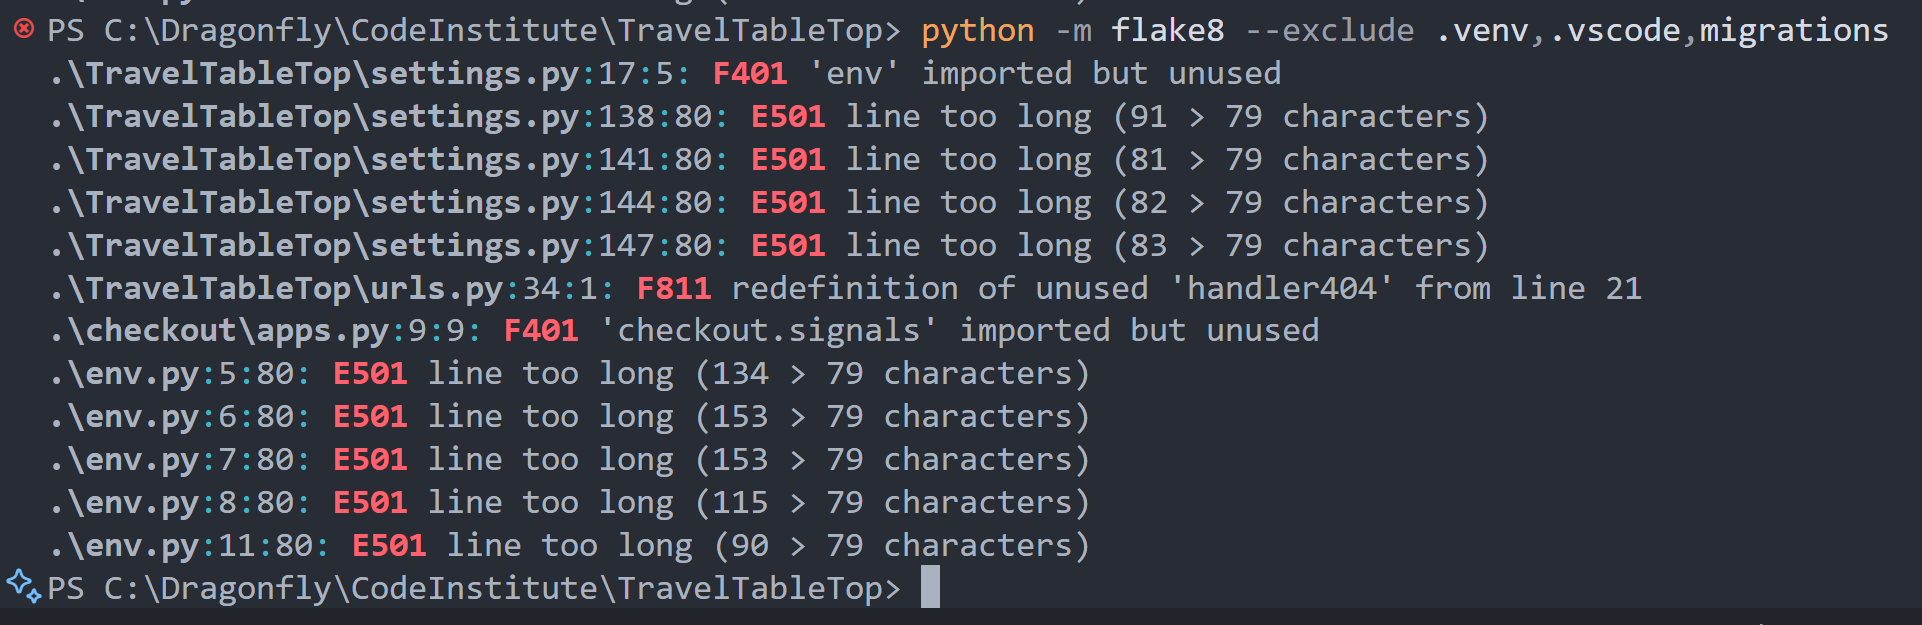 PS C:\Dragonfly\CodeInstitute\TravelTableTop> python -m flake8 --exclude .venv,.vscode,migrations
.\TravelTableTop\settings.py:17:5: F401 'env' imported but unused
.\TravelTableTop\settings.py:138:80: E501 line too long (91 > 79 characters)
.\TravelTableTop\settings.py:141:80: E501 line too long (81 > 79 characters)
.\TravelTableTop\settings.py:144:80: E501 line too long (82 > 79 characters)
.\TravelTableTop\settings.py:147:80: E501 line too long (83 > 79 characters)
.\TravelTableTop\urls.py:34:1: F811 redefinition of unused 'handler404' from line 21
.\checkout\apps.py:9:9: F401 'checkout.signals' imported but unused
.\env.py:5:80: E501 line too long (134 > 79 characters)
.\env.py:6:80: E501 line too long (153 > 79 characters)
.\env.py:7:80: E501 line too long (153 > 79 characters)
.\env.py:8:80: E501 line too long (115 > 79 characters)
.\env.py:11:80: E501 line too long (90 > 79 characters)
PS C:\Dragonfly\CodeInstitute\TravelTableTop>